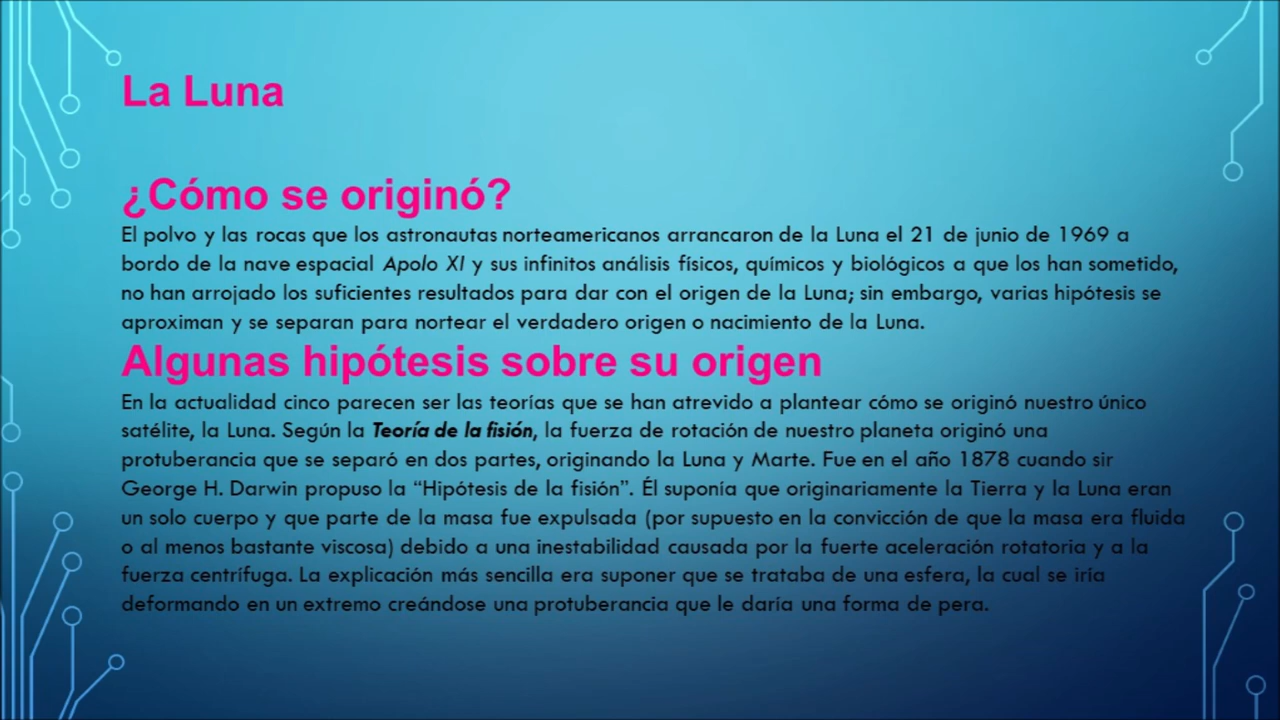 La Luna
¿Cómo se originó?
El polvo y las rocas que los astronautas norteamericanos arrancaron de la Luna el 21 de junio de 1969 a
bordo de la nave espacial Apolo XI y sus infinitos análisis físicos, químicos y biológicos a que los han sometido,
no han arrojado los suficientes resultados para dar con el origen de la Luna; sin embargo, varias hipótesis se
aproximan y se separan para nortear el verdadero origen o nacimiento de la Luna.
Algunas hipótesis sobre su origen
En la actualidad cinco parecen ser las teorías que se han atrevido a plantear cómo se originó nuestro único
satélite, la Luna. Según la Teoría de la fisión, la fuerza de rotación de nuestro planeta originó una
protuberancia que se separó en dos partes, originando la Luna y Marte. Fue en el año 1878 cuando sir
George H. Darwin propuso la “Hipótesis de la fisión”. Él suponía que originariamente la Tierra y la Luna eran
un solo cuerpo y que parte de la masa fue expulsada (por supuesto en la convicción de que la masa era fluida
o al menos bastante viscosa) debido a una inestabilidad causada por la fuerte aceleración rotatoria y a la
fuerza centrífuga. La explicación más sencilla era suponer que se trataba de una esfera, la cual se iría
deformando en un extremo creándose una protuberancia que le daría una forma de pera.